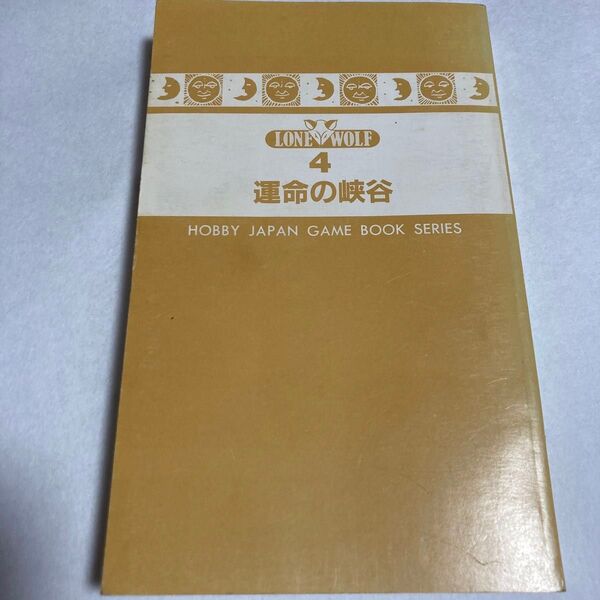 LONE WOLF
4
運命の峡谷
HOBBY JAPAN GAME BOOK SERIES